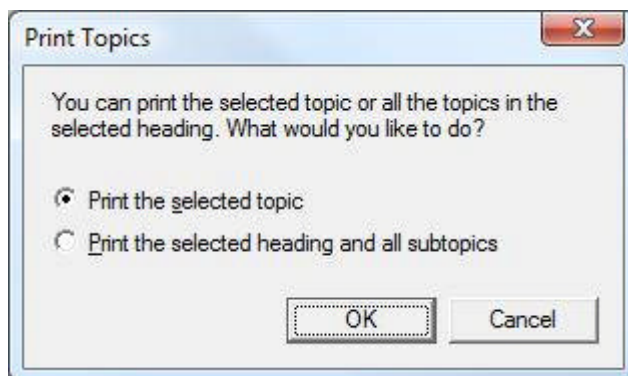 Print Topics
You can print the selected topic or all the topics in the
selected heading. What would you like to do?
Print the selected topic
Print the selected heading and all subtopics
OK Cancel